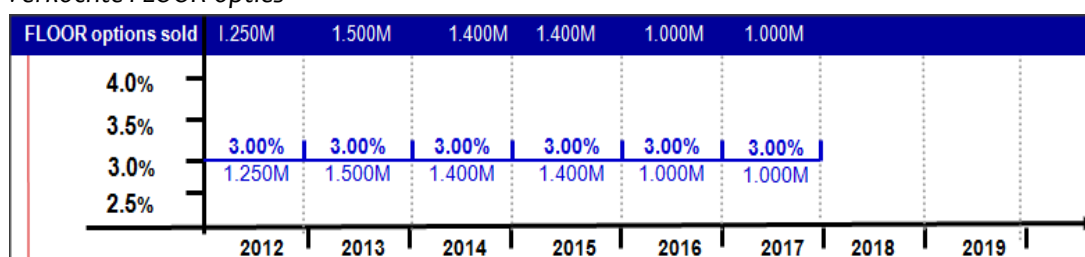 FLOOR options sold 1.250M 1.500M 1.400M 1.400M 1.000M 1.000M
4.0%
3.5%
3.00% 3.00% 3.00% 3.00% 3.00% 3.00%
3.0% 1.250M 1.500M 1.400M 1.400M 1.000M 1.000M
2.5%
2012 2013 2014 2015 2016 2017 2018 2019